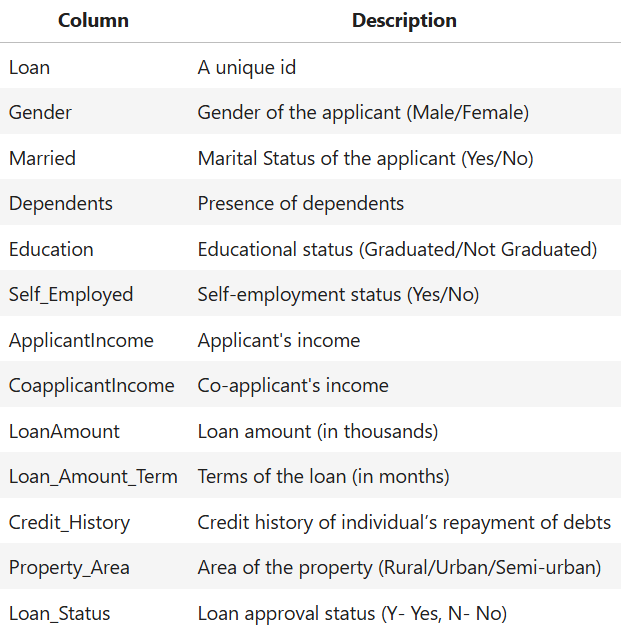 Column Description
Loan A unique id
Gender Gender of the applicant (Male/Female)
Married Marital Status of the applicant (Yes/No)
Dependents Presence of dependents
Education Educational status (Graduated/Not Graduated)
Self_Employed Self-employment status (Yes/No)
ApplicantIncome Applicant's income
CoapplicantIncome Co-applicant's income
LoanAmount Loan amount (in thousands)
Loan_Amount_Term Terms of the loan (in months)
Credit_History Credit history of individual’s repayment of debts
Property_Area Area of the property (Rural/Urban/Semi-urban)
Loan_Status Loan approval status (Y- Yes, N- No)